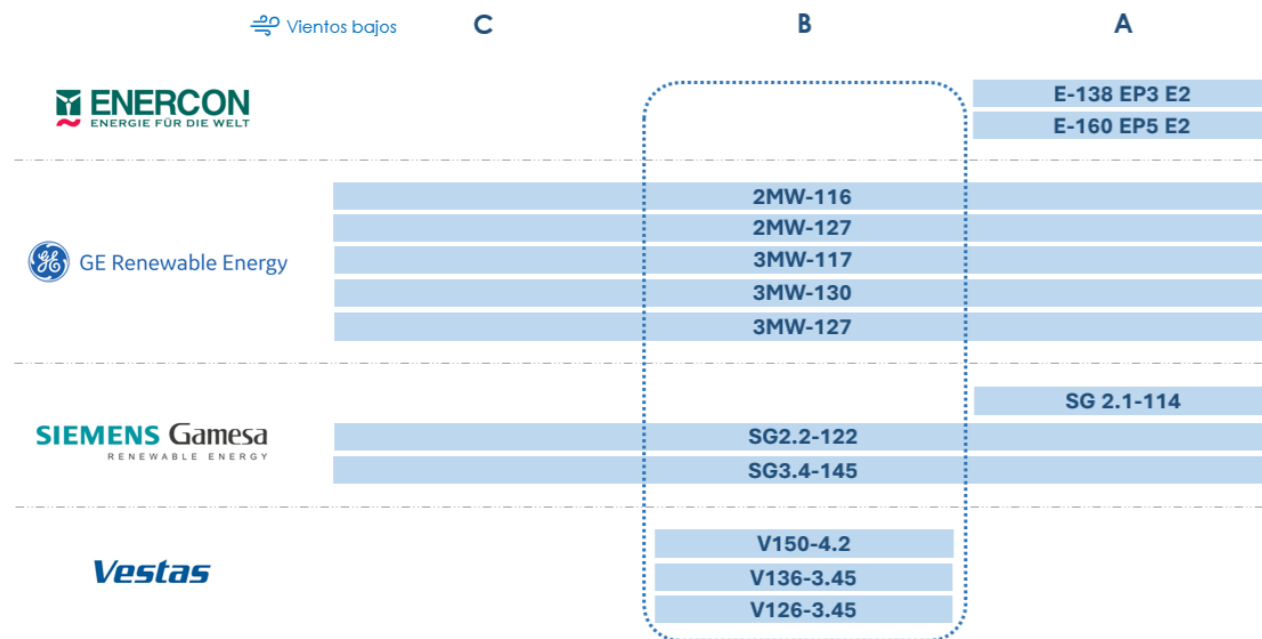 Vientos bajos C B A
ENERCON
ENERGIE FÜR DIE WELT
E-138 EP3 E2
E-160 EP5 E2
GE Renewable Energy
2MW-116
2MW-127
3MW-117
3MW-130
3MW-127
SIEMENS Gamesa
RENEWABLE ENERGY
SG 2.1-114
SG2.2-122
SG3.4-145
Vestas
V150-4.2
V136-3.45
V126-3.45